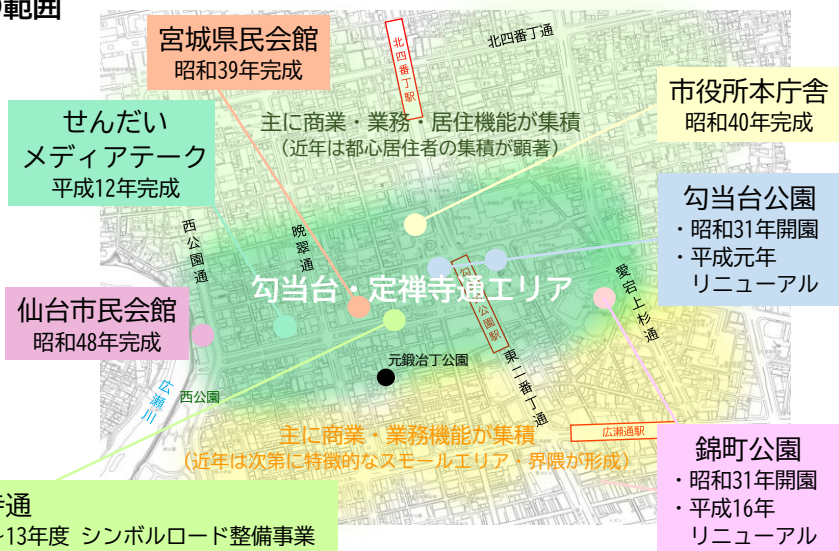 範囲
宮城県民会館
昭和39年完成
北四番丁駅
北四番丁通
市役所本庁舎
昭和40年完成
主に商業・業務・居住機能が集積
（近年は都心居住者の集積が顕著）
せんだい
メディアテーク
平成12年完成
勾当台公園
・昭和31年開園
・平成元年
リニューアル
西公園通
晩翠通
勾当台・定禅寺通エリア
公園駅
愛宕上杉通
仙台市民会館
昭和48年完成
元鍛冶丁公園
東二番丁通
西公園
広瀬川
主に商業・業務機能が集積
（近年は次第に特徴的なスモールエリア・界隈が形成）
広瀬通駅
錦町公園
・昭和31年開園
・平成16年
リニューアル
寺通
13年度 シンボルロード整備事業